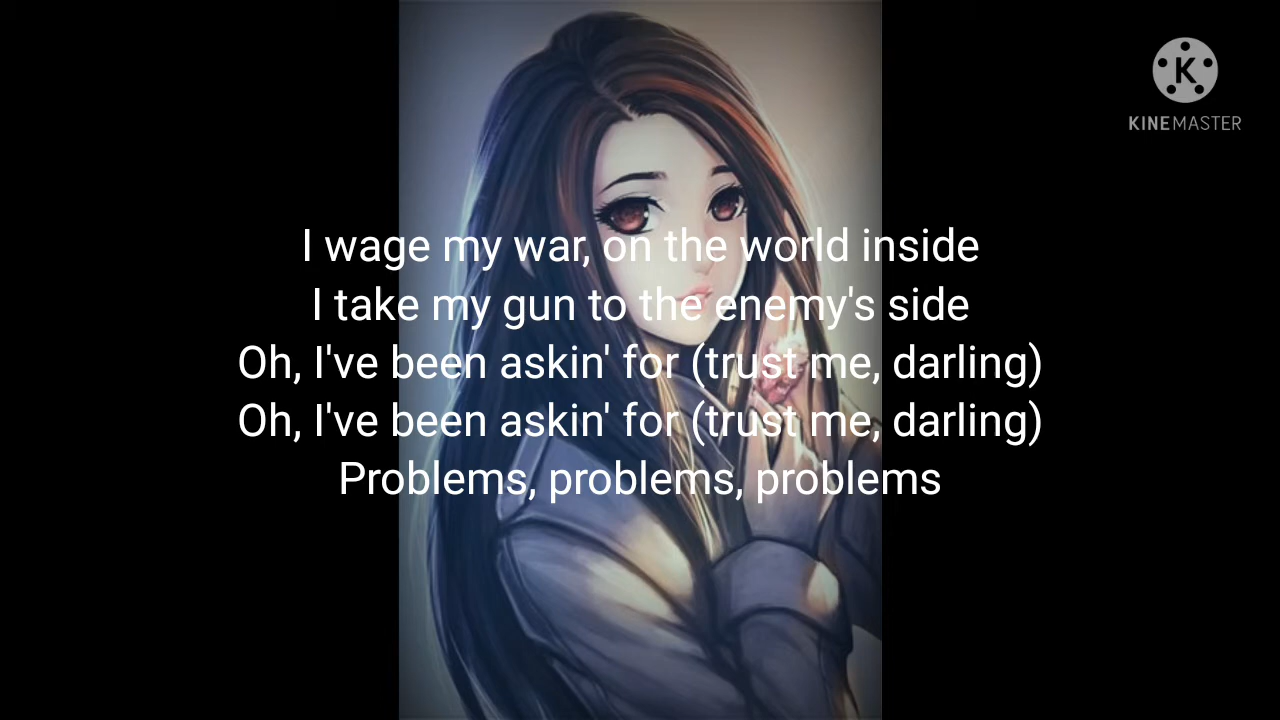 KINEMASTER
I wage my war, on the world inside
I take my gun to the enemy's side
Oh, I've been askin' for (trust me, darling)
Oh, I've been askin' for (trust me, darling)
Problems, problems, problems